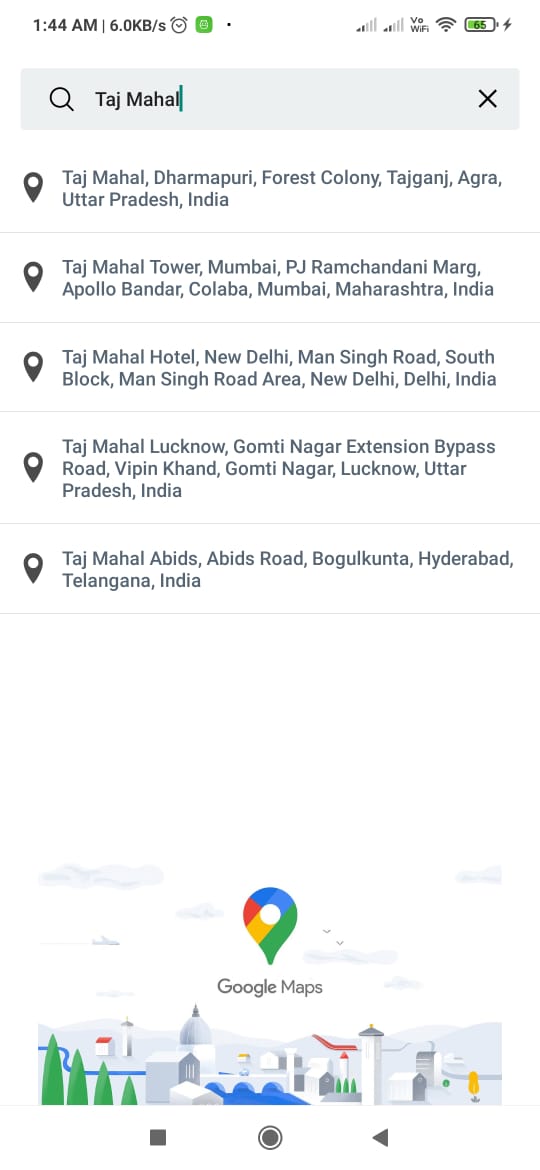 1:44 AM | 6.0KB/s
Vo
WiFi
65
Taj Mahal
Taj Mahal, Dharmapuri, Forest Colony, Tajganj, Agra,
Uttar Pradesh, India
Taj Mahal Tower, Mumbai, PJ Ramchandani Marg,
Apollo Bandar, Colaba, Mumbai, Maharashtra, India
Taj Mahal Hotel, New Delhi, Man Singh Road, South
Block, Man Singh Road Area, New Delhi, Delhi, India
Taj Mahal Lucknow, Gomti Nagar Extension Bypass
Road, Vipin Khand, Gomti Nagar, Lucknow, Uttar
Pradesh, India
Taj Mahal Abids, Abids Road, Bogulkunta, Hyderabad,
Telangana, India
Google Maps